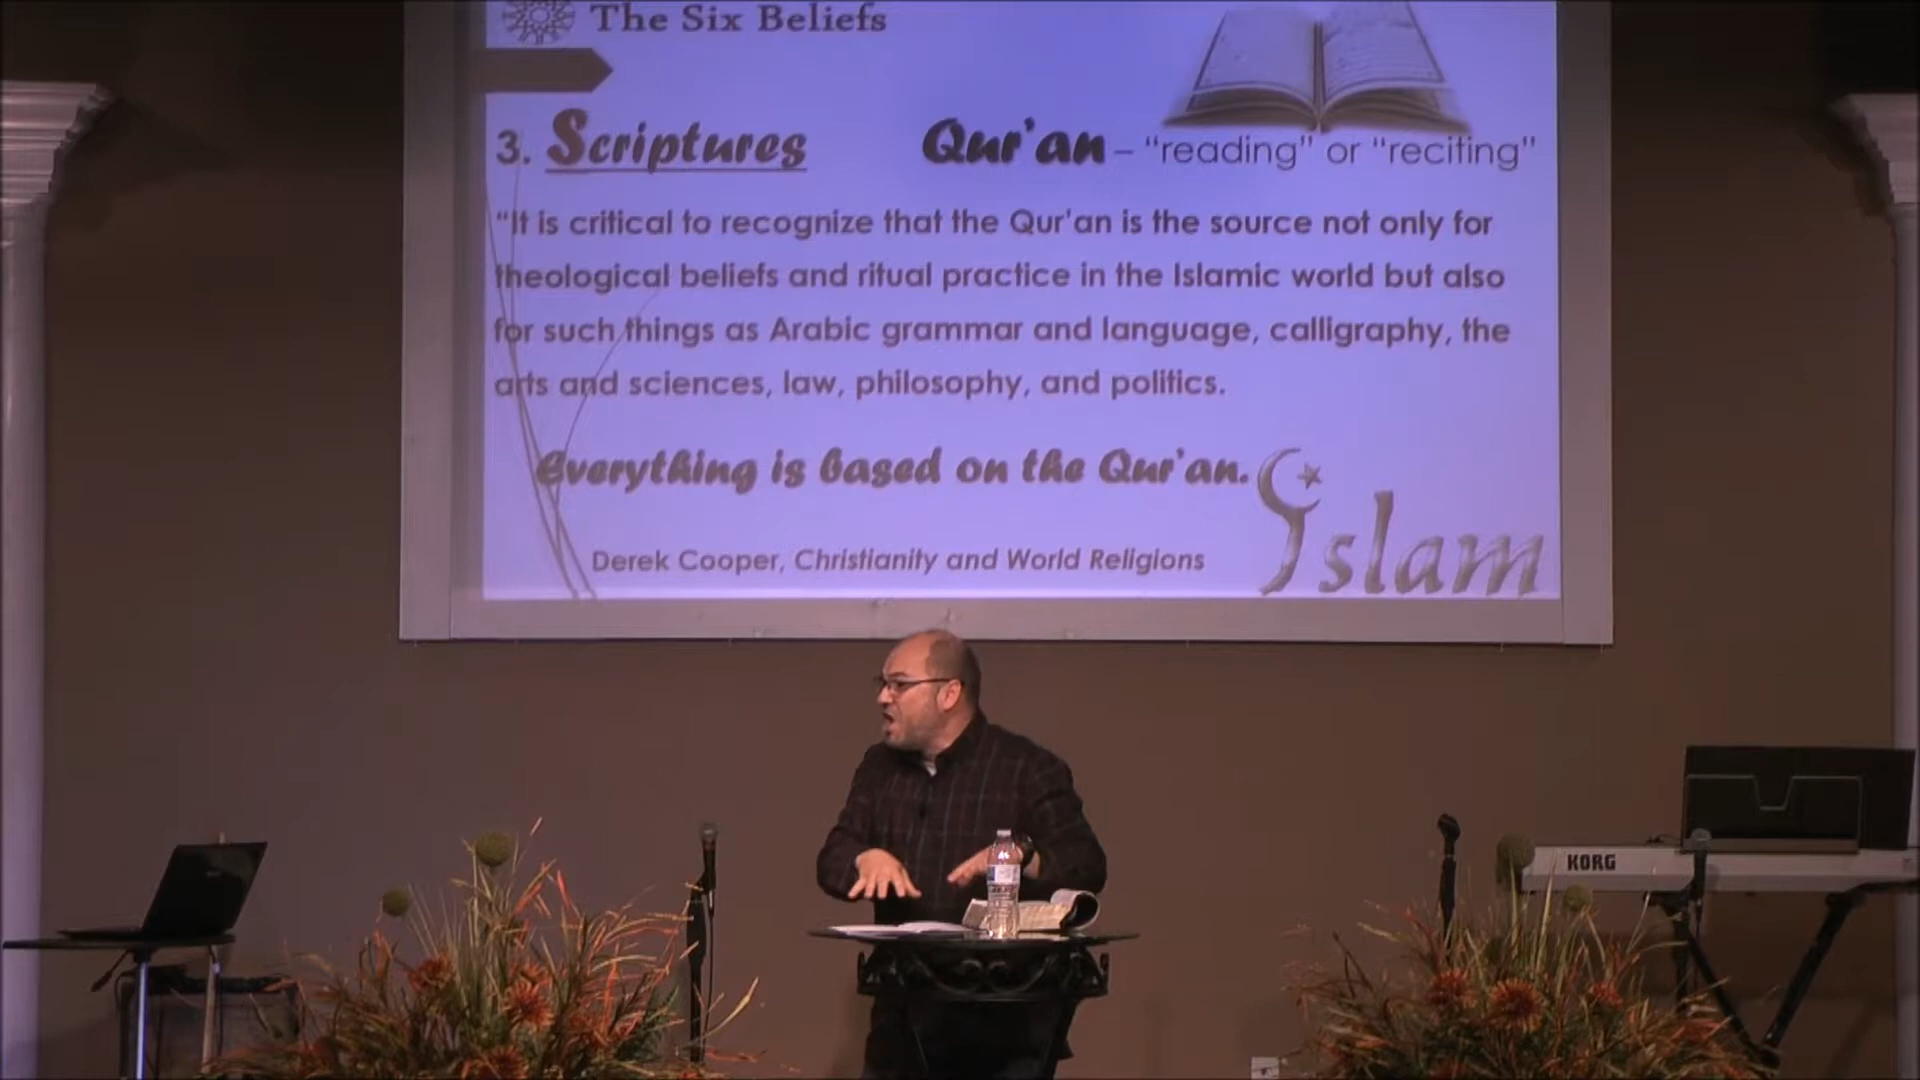 The Six Beliefs
3. Scriptures
Qur'an – "reading" or "reciting"
"It is critical to recognize that the Qur'an is the source not only for
theological beliefs and ritual practice in the Islamic world but also
for such things as Arabic grammar and language, calligraphy, the
arts and sciences, law, philosophy, and politics.
Everything is based on the Qur'an.
Derek Cooper, Christianity and World Religions
Islam
KORG